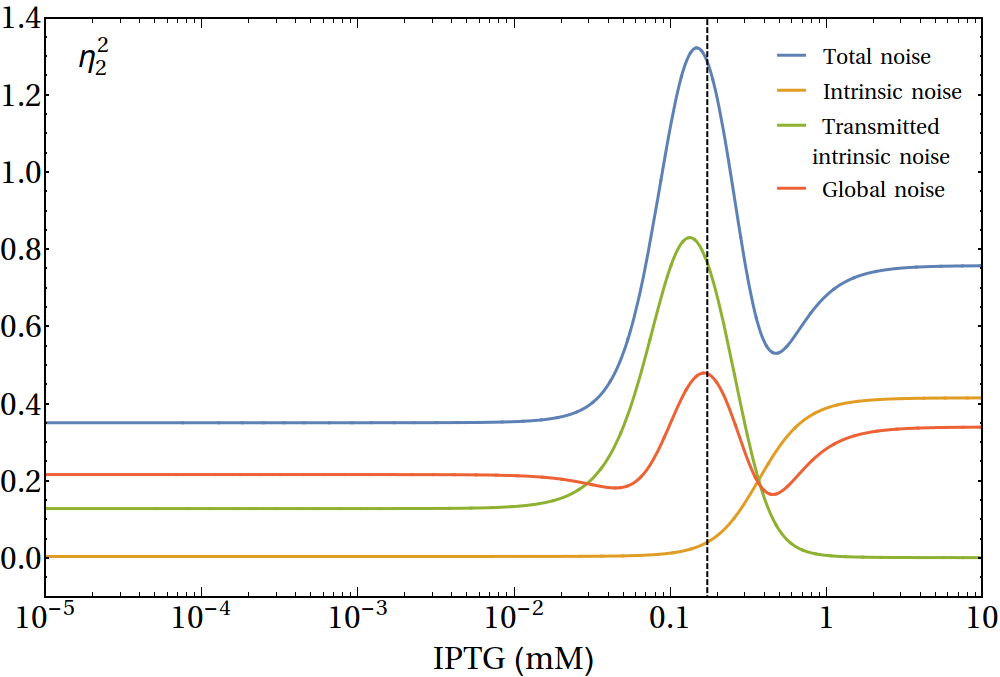 1.4
η₂²
Total noise
Intrinsic noise
Transmitted
intrinsic noise
Global noise
1.2
1.0
0.8
0.6
0.4
0.2
0.0
10⁻⁵ 10⁻⁴ 10⁻³ 10⁻² 0.1 1 10
IPTG (mM)